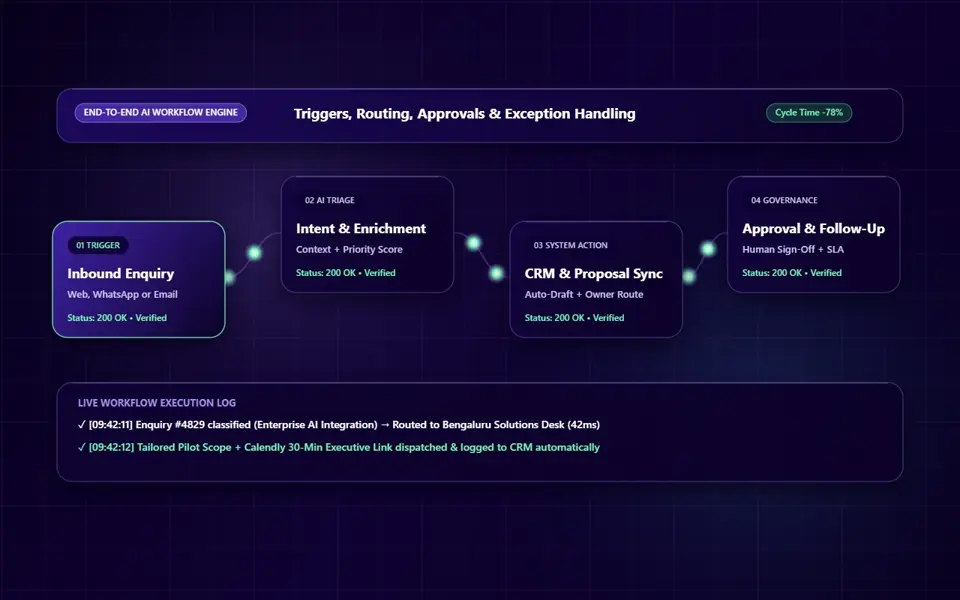 END-TO-END AI WORKFLOW ENGINE
Triggers, Routing, Approvals & Exception Handling
Cycle Time -78%
01 TRIGGER
Inbound Enquiry
Web, WhatsApp or Email
Status: 200 OK • Verified
02 AI TRIAGE
Intent & Enrichment
Context + Priority Score
Status: 200 OK • Verified
03 SYSTEM ACTION
CRM & Proposal Sync
Auto-Draft + Owner Route
Status: 200 OK • Verified
04 GOVERNANCE
Approval & Follow-Up
Human Sign-Off + SLA
Status: 200 OK • Verified
LIVE WORKFLOW EXECUTION LOG
✓ [09:42:11] Enquiry #4829 classified (Enterprise AI Integration) → Routed to Bengaluru Solutions Desk (42ms)
✓ [09:42:12] Tailored Pilot Scope + Calendly 30-Min Executive Link dispatched & logged to CRM automatically